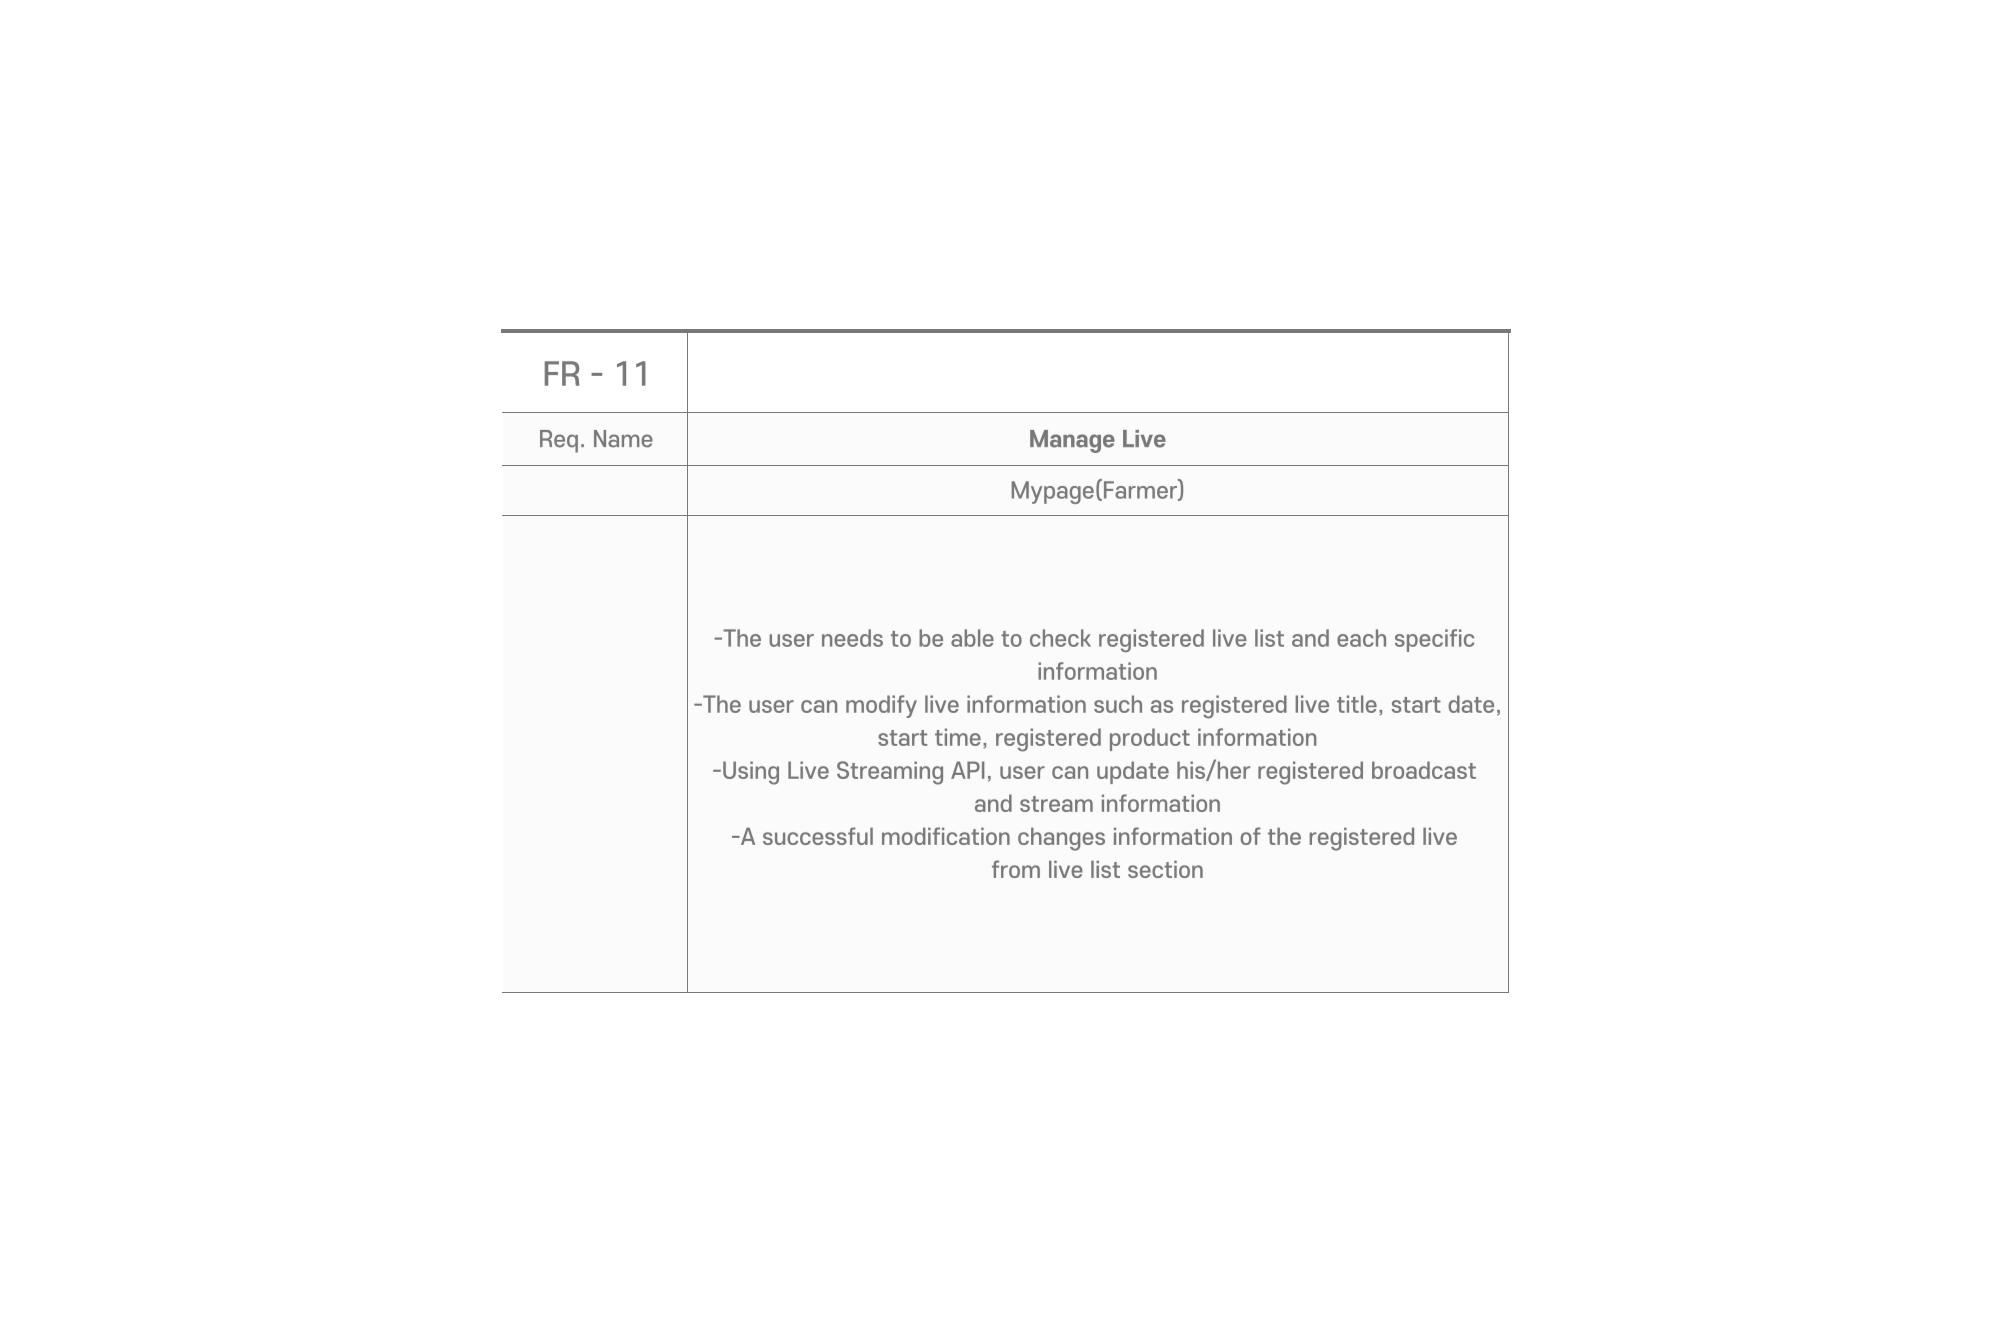 FR - 11
Req. Name
Manage Live
Mypage(Farmer)
-The user needs to be able to check registered live list and each specific
information
-The user can modify live information such as registered live title, start date,
start time, registered product information
-Using Live Streaming API, user can update his/her registered broadcast
and stream information
-A successful modification changes information of the registered live
from live list section